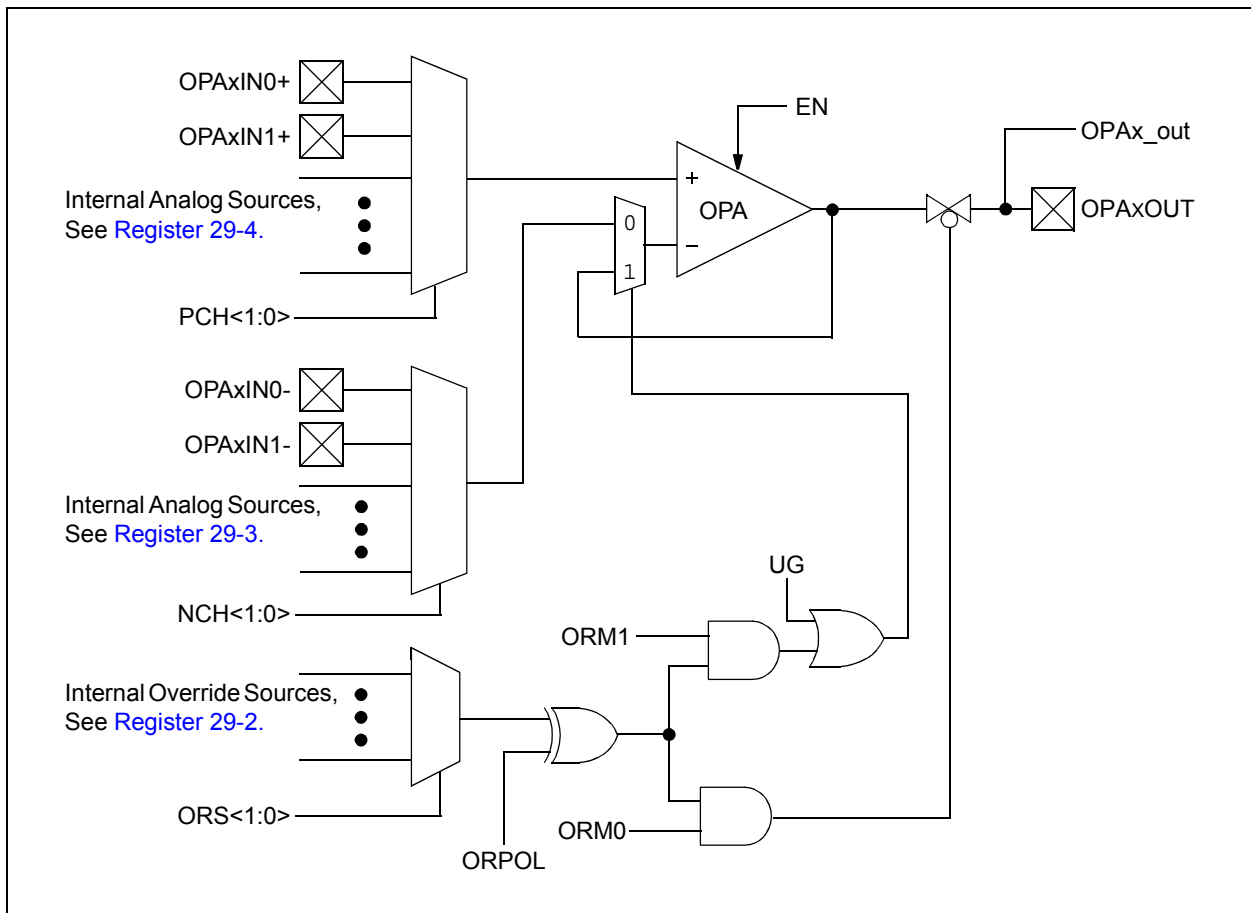 OPAxIN0+
OPAxIN1+
Internal Analog Sources,
See Register 29-4.
PCH<1:0>
EN
+
OPA
−
0
1
OPAx_out
OPAxOUT
OPAxIN0-
OPAxIN1-
Internal Analog Sources,
See Register 29-3.
NCH<1:0>
UG
ORM1
Internal Override Sources,
See Register 29-2.
ORS<1:0>
ORPOL
ORM0